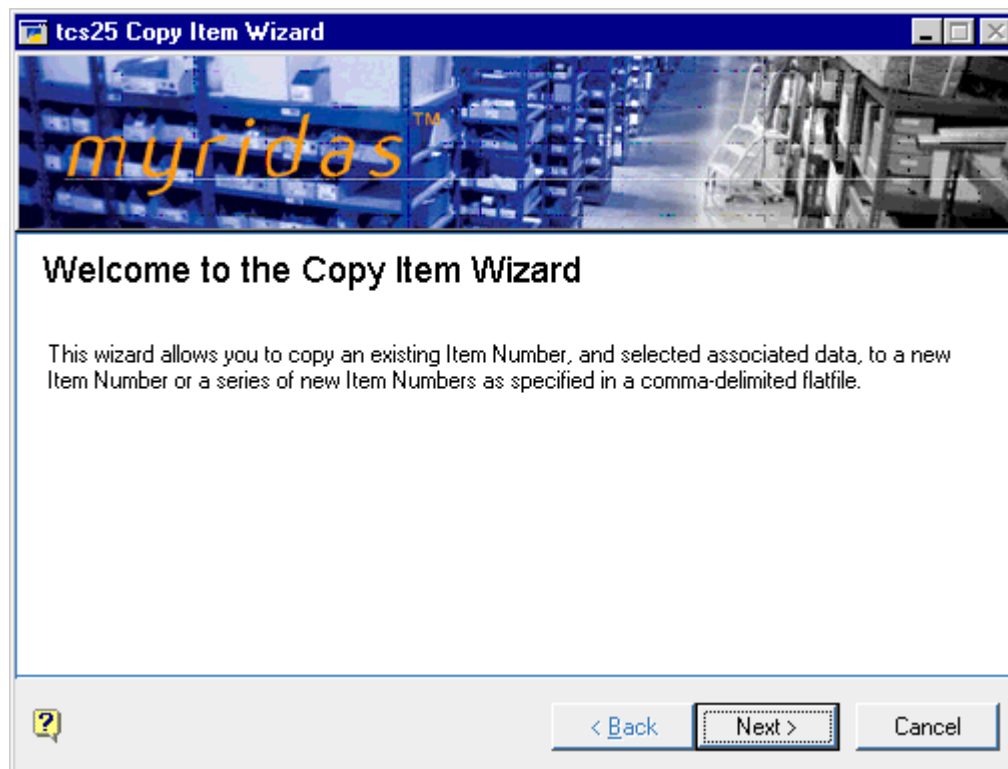 tcs25 Copy Item Wizard
myridas™
Welcome to the Copy Item Wizard
This wizard allows you to copy an existing Item Number, and selected associated data, to a new
Item Number or a series of new Item Numbers as specified in a comma-delimited flatfile.
< Back Next > Cancel